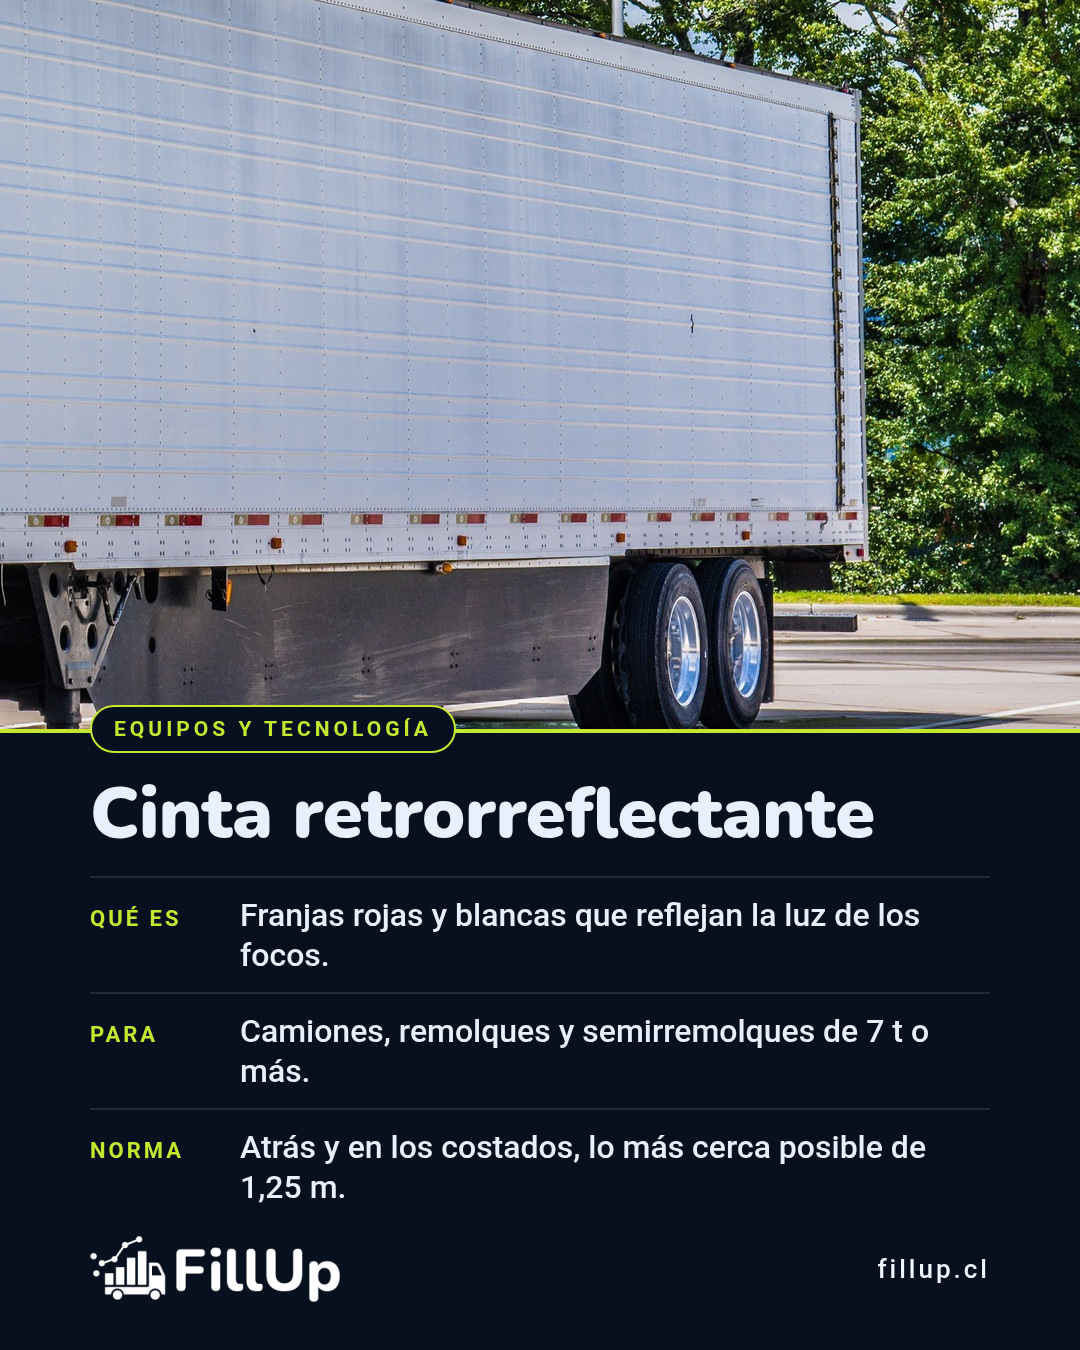 EQUIPOS Y TECNOLOGÍA
Cinta retrorreflectante
QUÉ ES
Franjas rojas y blancas que reflejan la luz de los
focos.
PARA
Camiones, remolques y semirremolques de 7 t o
más.
NORMA
Atrás y en los costados, lo más cerca posible de
1,25 m.
FillUp
fillup.cl